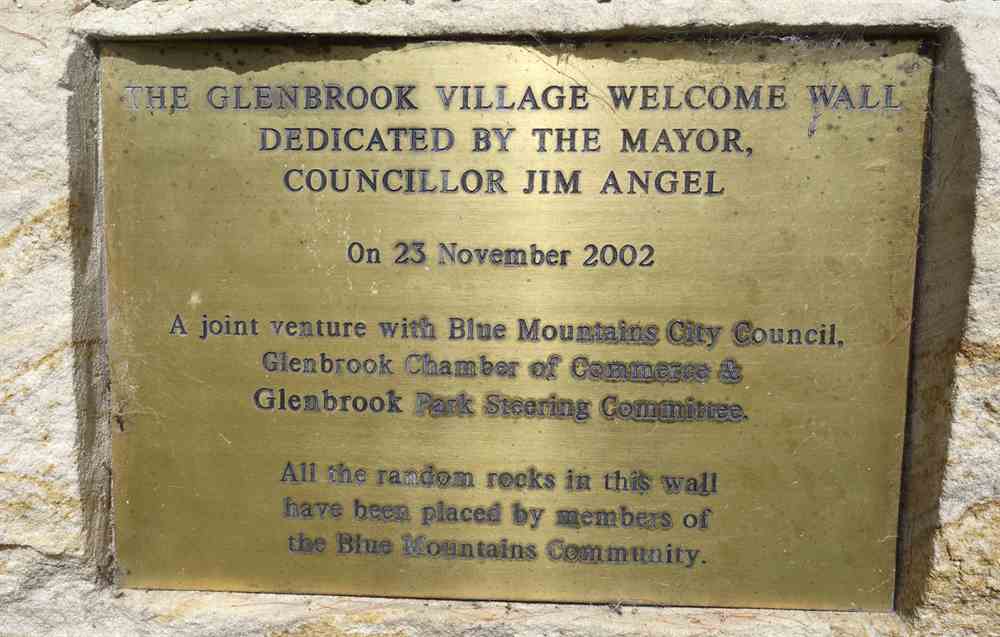 THE GLENBROOK VILLAGE WELCOME WALL
DEDICATED BY THE MAYOR,
COUNCILLOR JIM ANGEL
On 23 November 2002
A joint venture with Blue Mountains City Council,
Glenbrook Chamber of Commerce &
Glenbrook Park Steering Committee.
All the random rocks in this wall
have been placed by members of
the Blue Mountains Community.